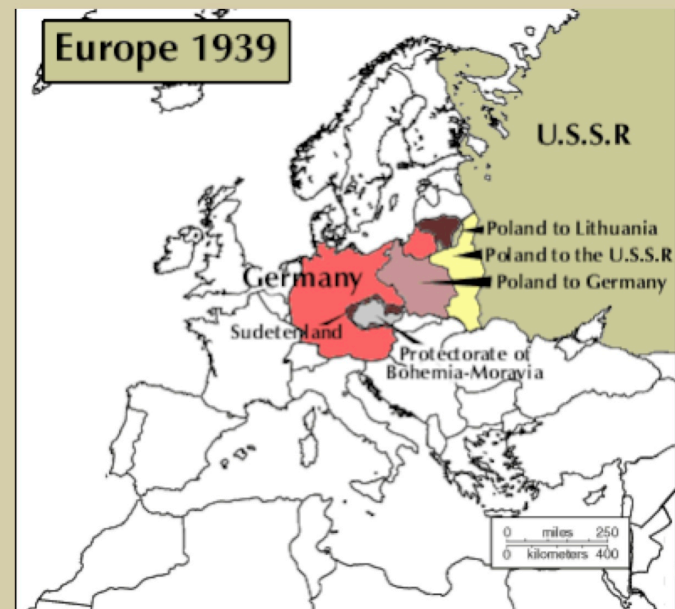 Europe 1939
U.S.S.R
Poland to Lithuania
Poland to the U.S.S.R
Germany
Poland to Germany
Sudetenland
Protectorate of
Bohemia-Moravia
0 miles 250
0 kilometers 400